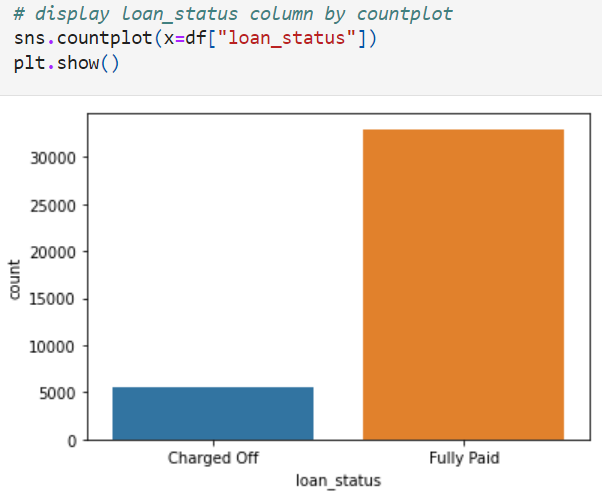 # display loan_status column by countplot
sns.countplot(x=df["loan_status"])
plt.show()
30000
25000
20000
15000
10000
5000
0
count
Charged Off Fully Paid
loan_status